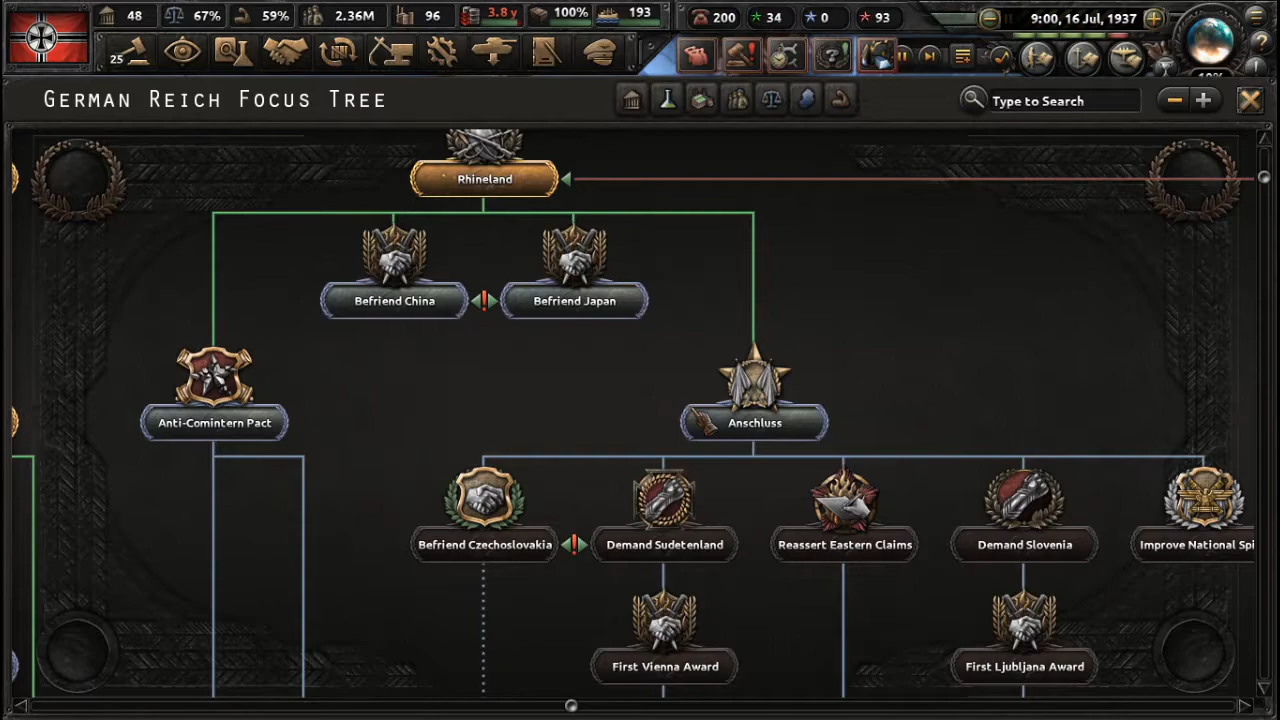 48 67% 59% 2.36M 96 3.8 y 100% 193 200 34 0 93 9:00, 16 Jul, 1937
25
German Reich Focus Tree
Type to Search
Rhineland
Befriend China Befriend Japan
Anti-Comintern Pact Anschluss
Befriend Czechoslovakia Demand Sudetenland Reassert Eastern Claims Demand Slovenia Improve National Spi
First Vienna Award First Ljubljana Award